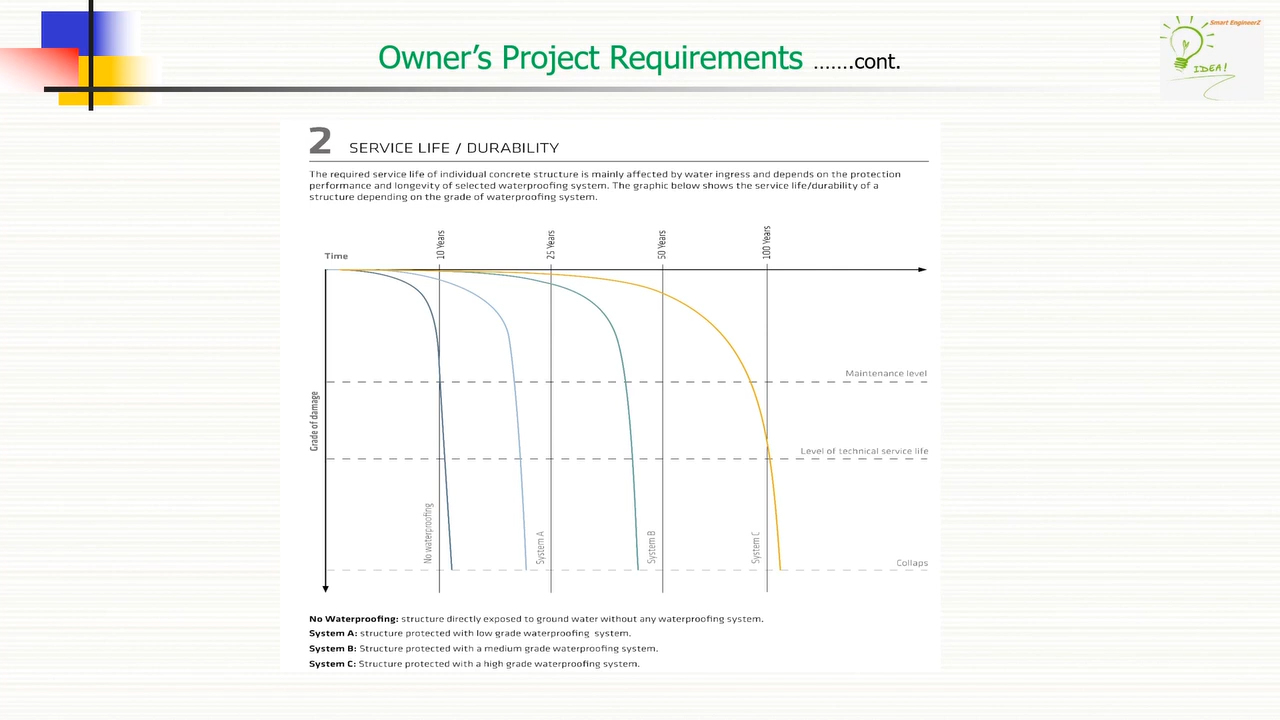 Owner's Project Requirements …….cont.
Smart EngineerZ
IDEA!
2 SERVICE LIFE / DURABILITY
The required service life of individual concrete structure is mainly affected by water ingress and depends on the protection
performance and longevity of selected waterproofing system. The graphic below shows the service life/durability of a
structure depending on the grade of waterproofing system.
Time
10 Years
25 Years
50 Years
100 Years
Grade of damage
Maintenance level
Level of technical service life
No waterproofing
System A
System B
System C
Collaps
No Waterproofing: structure directly exposed to ground water without any waterproofing system.
System A: structure protected with low grade waterproofing system.
System B: Structure protected with a medium grade waterproofing system.
System C: Structure protected with a high grade waterproofing system.